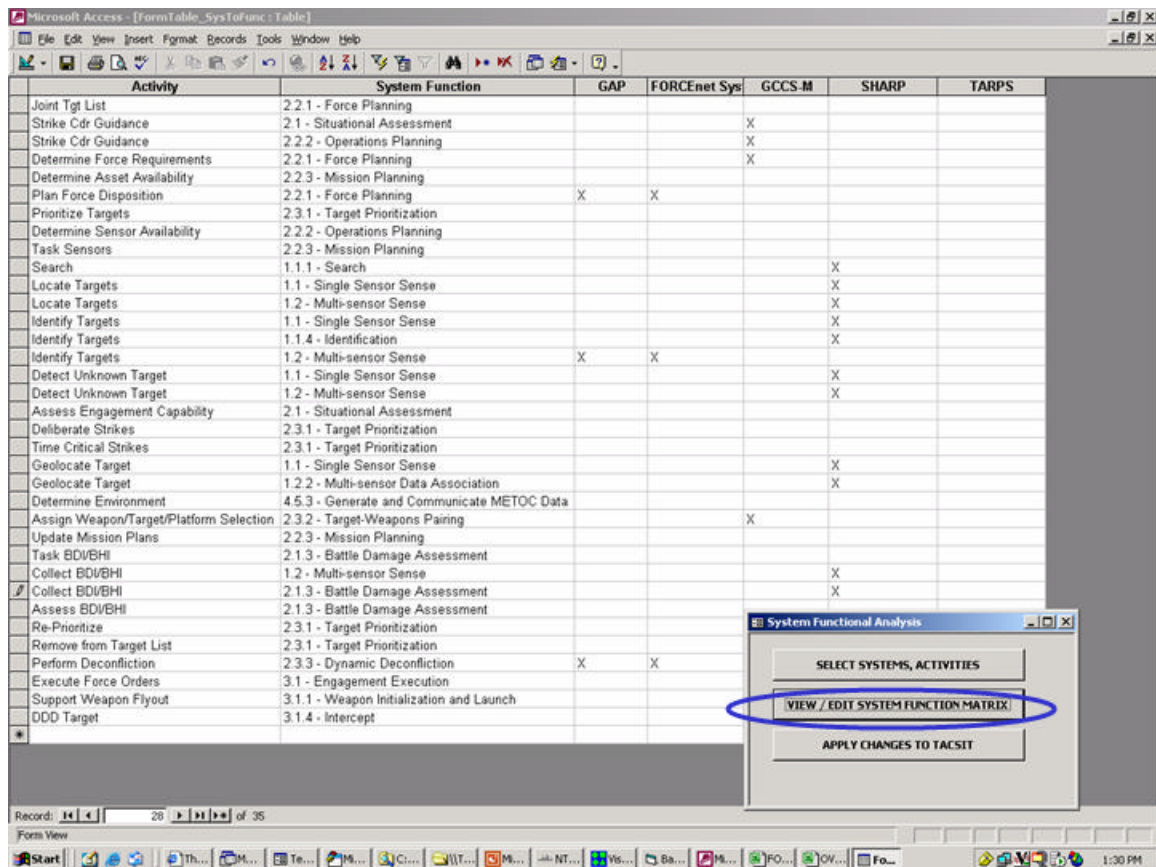 Microsoft Access - [FormTable_SysToFunc : Table]
File Edit View Insert Format Records Tools Window Help
Activity System Function GAP FORCEnet Sys GCCS-M SHARP TARPS
Joint Tgt List 2.2.1 - Force Planning
Strike Cdr Guidance 2.1 - Situational Assessment X
Strike Cdr Guidance 2.2.2 - Operations Planning X
Determine Force Requirements 2.2.1 - Force Planning X
Determine Asset Availability 2.2.3 - Mission Planning
Plan Force Disposition 2.2.1 - Force Planning X X
Prioritize Targets 2.3.1 - Target Prioritization
Determine Sensor Availability 2.2.2 - Operations Planning
Task Sensors 2.2.3 - Mission Planning
Search 1.1.1 - Search X
Locate Targets 1.1 - Single Sensor Sense X
Locate Targets 1.2 - Multi-sensor Sense X
Identify Targets 1.1 - Single Sensor Sense X
Identify Targets 1.1.4 - Identification X
Identify Targets 1.2 - Multi-sensor Sense X X
Detect Unknown Target 1.1 - Single Sensor Sense X
Detect Unknown Target 1.2 - Multi-sensor Sense X
Assess Engagement Capability 2.1 - Situational Assessment
Deliberate Strikes 2.3.1 - Target Prioritization
Time Critical Strikes 2.3.1 - Target Prioritization
Geolocate Target 1.1 - Single Sensor Sense X
Geolocate Target 1.2.2 - Multi-sensor Data Association X
Determine Environment 4.5.3 - Generate and Communicate METOC Data
Assign Weapon/Target/Platform Selection 2.3.2 - Target-Weapons Pairing X
Update Mission Plans 2.2.3 - Mission Planning
Task BDI/BHI 2.1.3 - Battle Damage Assessment
Collect BDI/BHI 1.2 - Multi-sensor Sense X
Collect BDI/BHI 2.1.3 - Battle Damage Assessment X
Assess BDI/BHI 2.1.3 - Battle Damage Assessment
Re-Prioritize 2.3.1 - Target Prioritization
Remove from Target List 2.3.1 - Target Prioritization
Perform Deconfliction 2.3.3 - Dynamic Deconfliction X X
Execute Force Orders 3.1 - Engagement Execution
Support Weapon Flyout 3.1.1 - Weapon Initialization and Launch
DDD Target 3.1.4 - Intercept
System Functional Analysis
SELECT SYSTEMS, ACTIVITIES
VIEW / EDIT SYSTEM FUNCTION MATRIX
APPLY CHANGES TO TACSIT
Record: 28 of 35
Form View
Start Th... M... Te... M... C:... \\T... Mi... NT... Vis... Ba... M... FO... OV... Fo... 1:30 PM